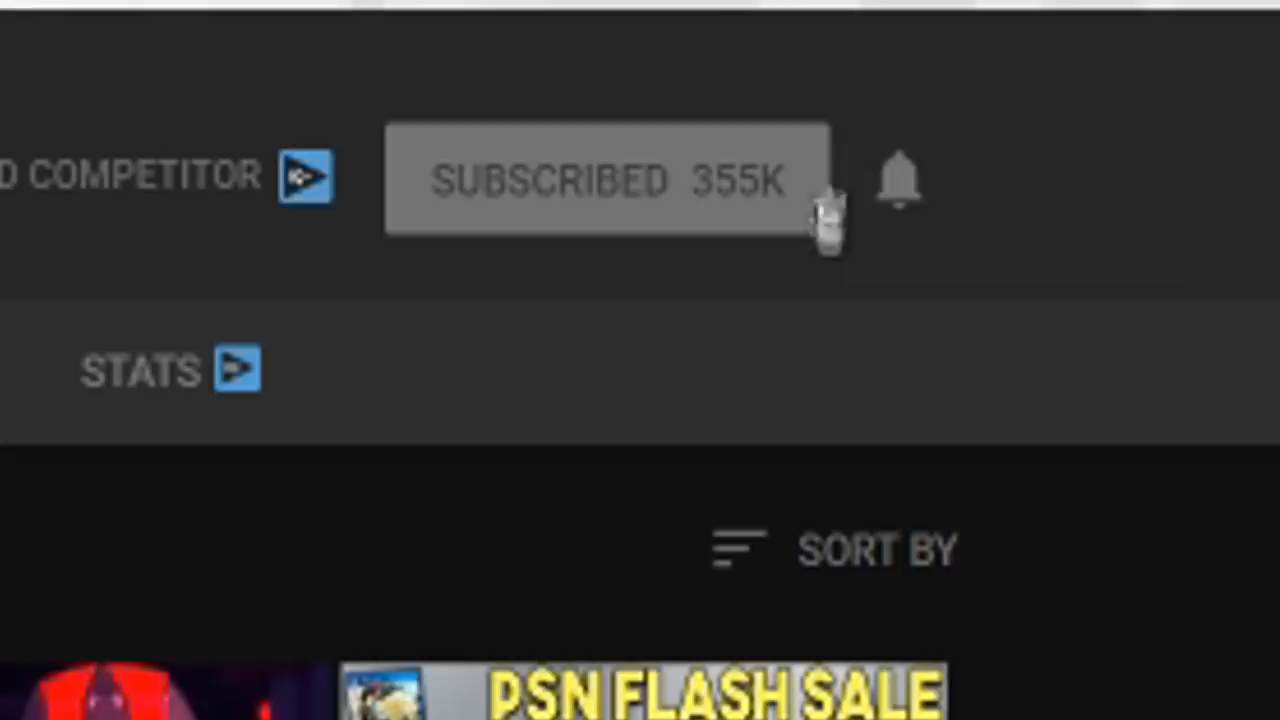 D COMPETITOR
SUBSCRIBED 355K
STATS
SORT BY
PSN FLASH SALE